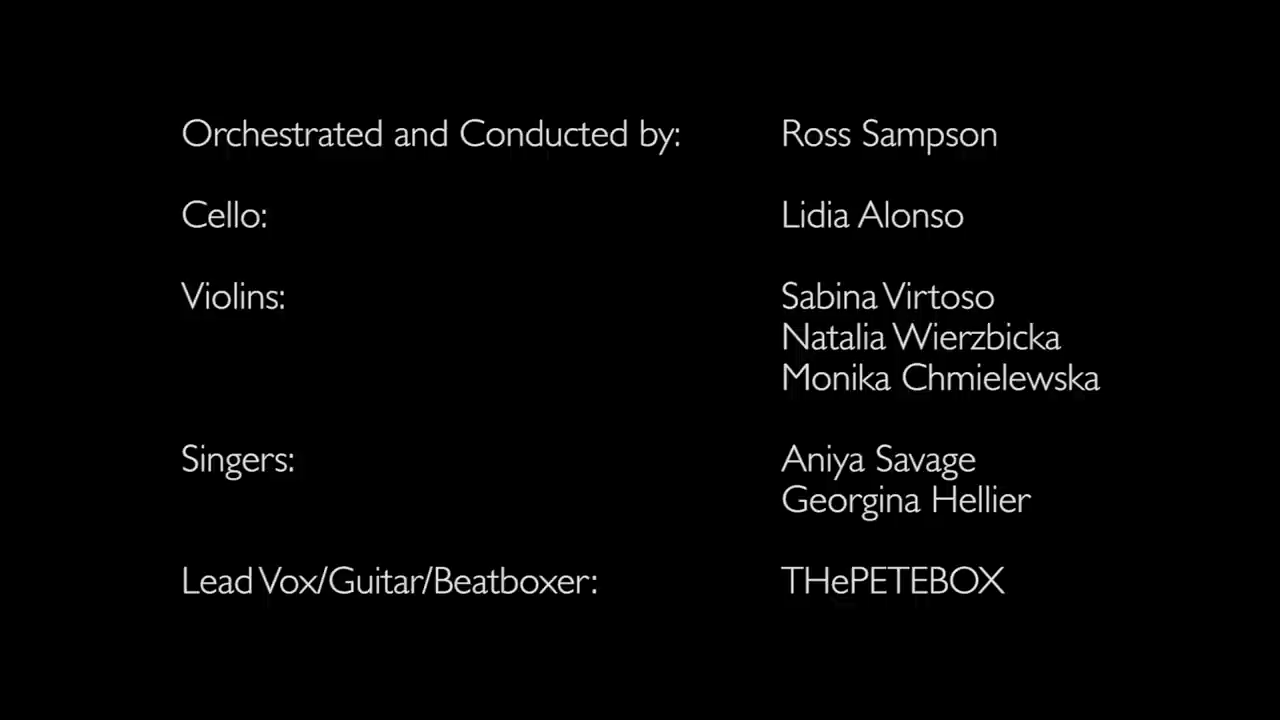 Orchestrated and Conducted by: Ross Sampson
Cello: Lidia Alonso
Violins: Sabina Virtoso
Natalia Wierzbicka
Monika Chmielewska
Singers: Aniya Savage
Georgina Hellier
Lead Vox/Guitar/Beatboxer: THePETEBOX